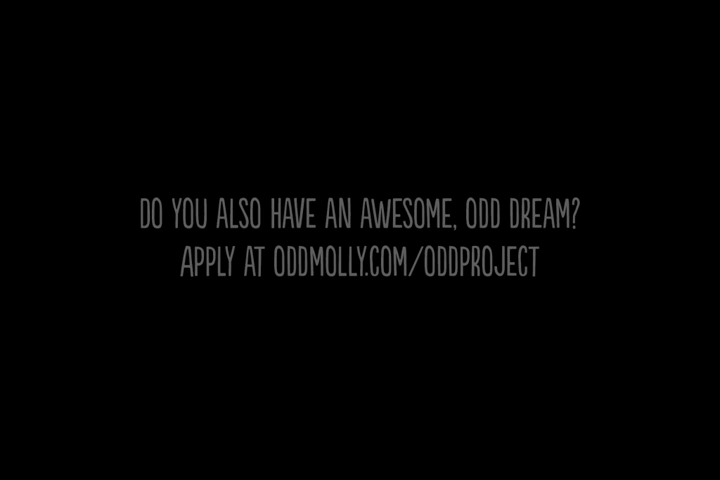 DO YOU ALSO HAVE AN AWESOME, ODD DREAM?
APPLY AT ODDMOLLY.COM/ODDPROJECT